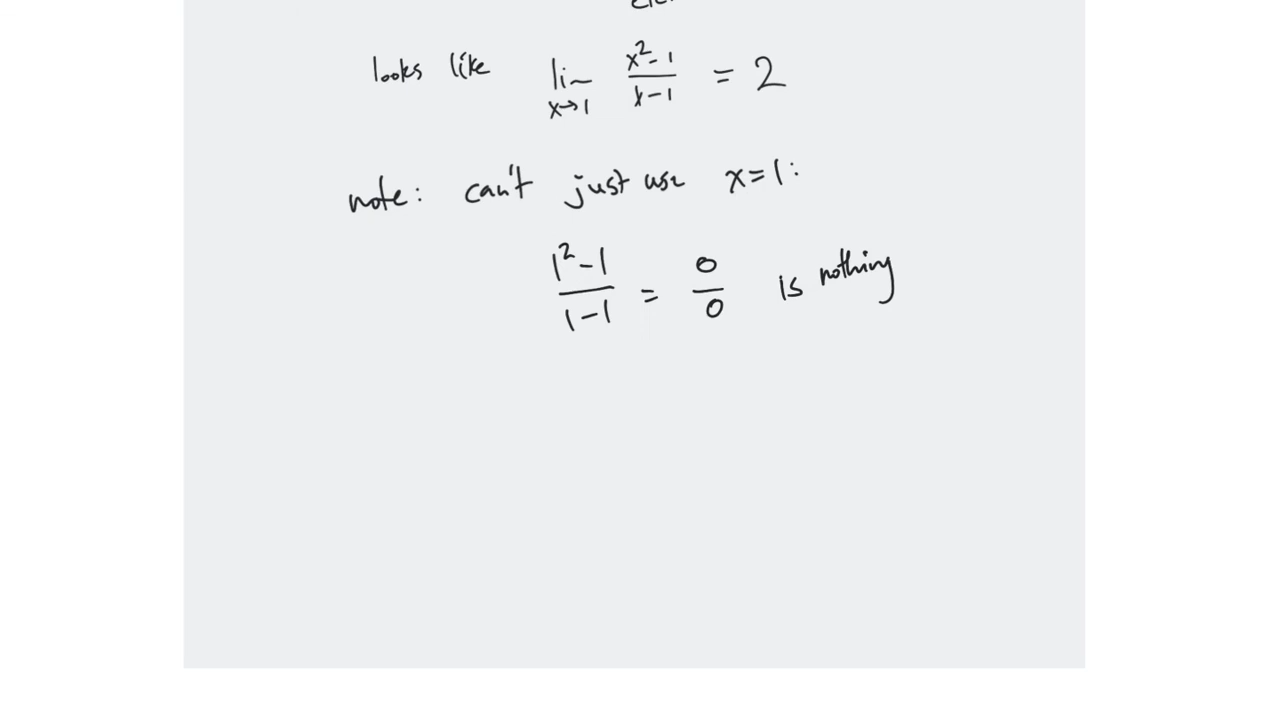 looks like lim x→1 x²-1 / x-1 = 2
note: can't just use x=1:
1²-1 / 1-1 = 0 / 0 is nothing